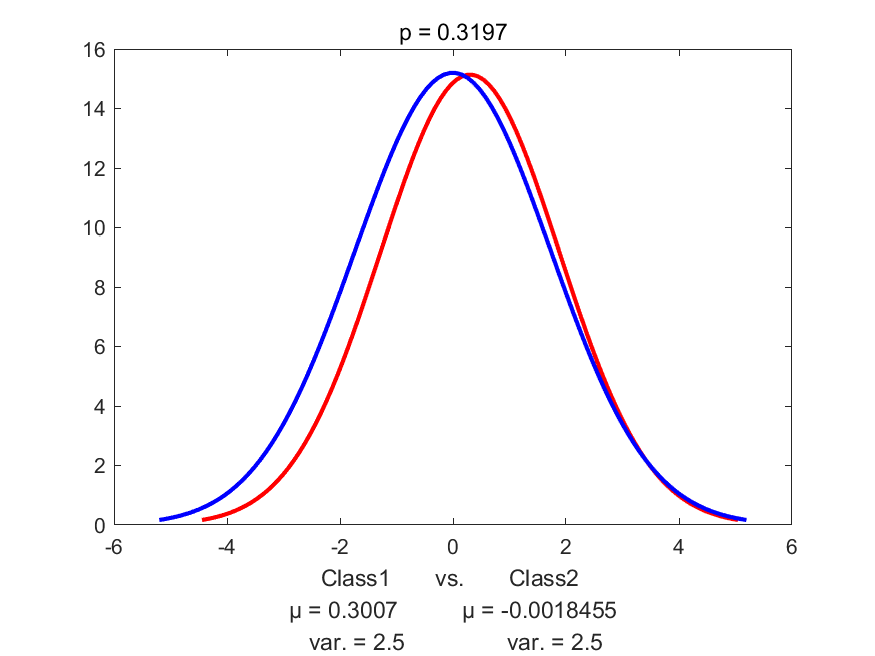 p = 0.3197
16
14
12
10
8
6
4
2
0
-6 -4 -2 0 2 4 6
Class1 vs. Class2
μ = 0.3007 μ = -0.0018455
var. = 2.5 var. = 2.5